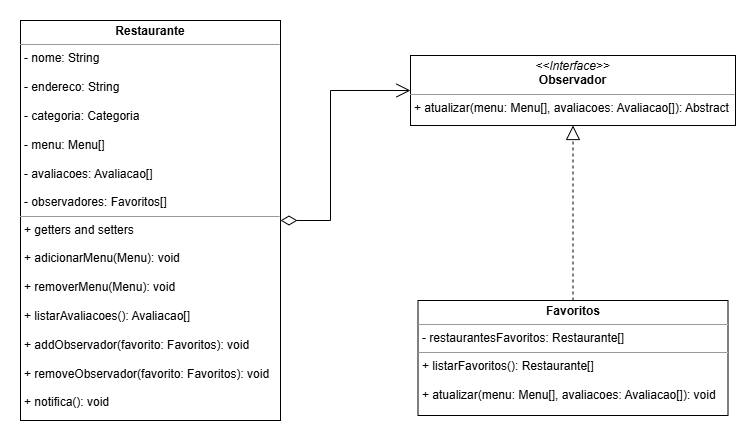 Restaurante
- nome: String
- endereco: String
- categoria: Categoria
- menu: Menu[]
- avaliacoes: Avaliacao[]
- observadores: Favoritos[]
+ getters and setters
+ adicionarMenu(Menu): void
+ removerMenu(Menu): void
+ listarAvaliacoes(): Avaliacao[]
+ addObservador(favorito: Favoritos): void
+ removeObservador(favorito: Favoritos): void
+ notifica(): void
<<Interface>>
Observador
+ atualizar(menu: Menu[], avaliacoes: Avaliacao[]): Abstract
Favoritos
- restaurantesFavoritos: Restaurante[]
+ listarFavoritos(): Restaurante[]
+ atualizar(menu: Menu[], avaliacoes: Avaliacao[]): void